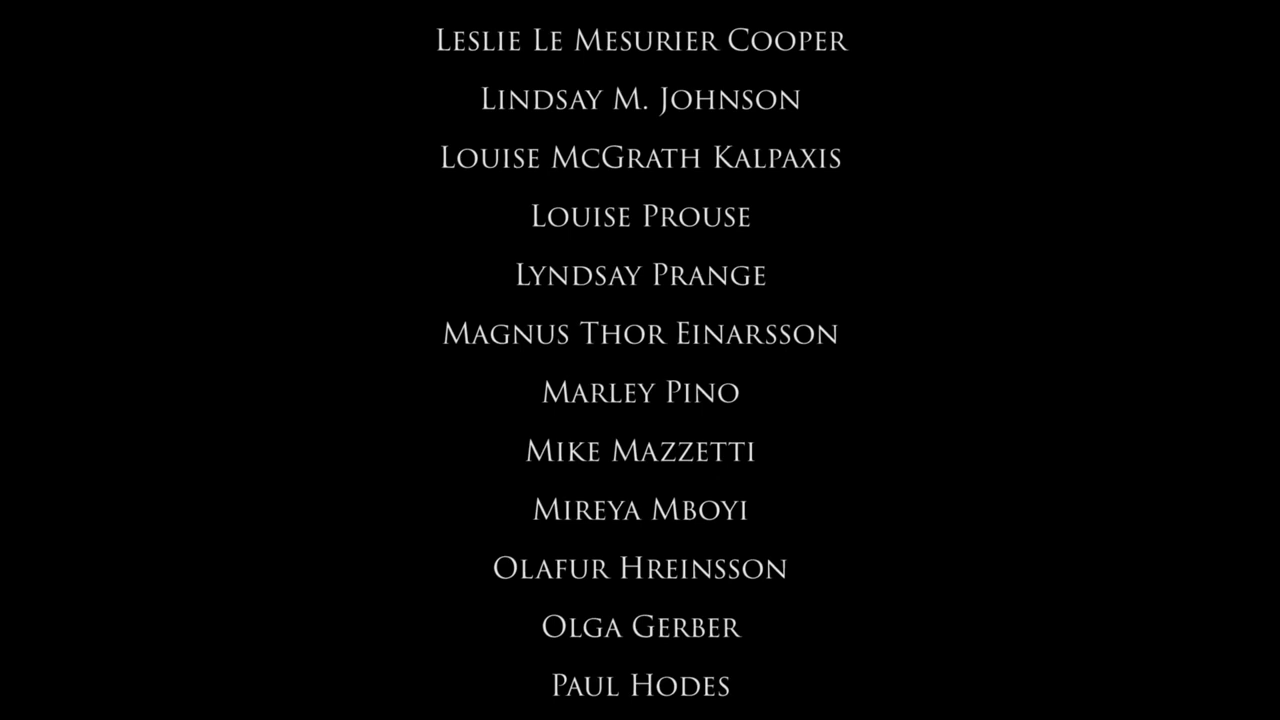 Leslie Le Mesurier Cooper
Lindsay M. Johnson
Louise McGrath Kalpaxis
Louise Prouse
Lyndsay Prange
Magnus Thor Einarsson
Marley Pino
Mike Mazzetti
Mireya Mboyi
Olafur Hreinsson
Olga Gerber
Paul Hodes